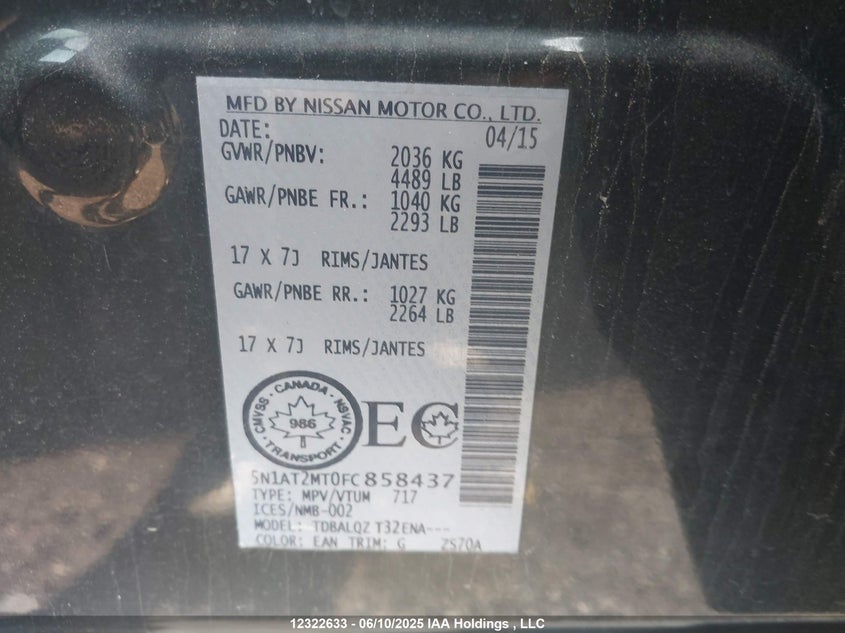 MFD BY NISSAN MOTOR CO., LTD.
DATE: 04/15
GVWR/PNBV: 2036 KG
4489 LB
GAWR/PNBE FR.: 1040 KG
2293 LB
17 X 7J RIMS/JANTES
GAWR/PNBE RR.: 1027 KG
2264 LB
17 X 7J RIMS/JANTES
CANADA
CMVSS 986 NSVAC
TRANSPORT
EC
5N1AT2MT0FC858437
TYPE: MPV/VTUM 717
ICES/NMB-002
MODEL: TDBALQZ T32ENA---
COLOR: EAN TRIM: G 2S70A
12322633 - 06/10/2025 IAA Holdings , LLC